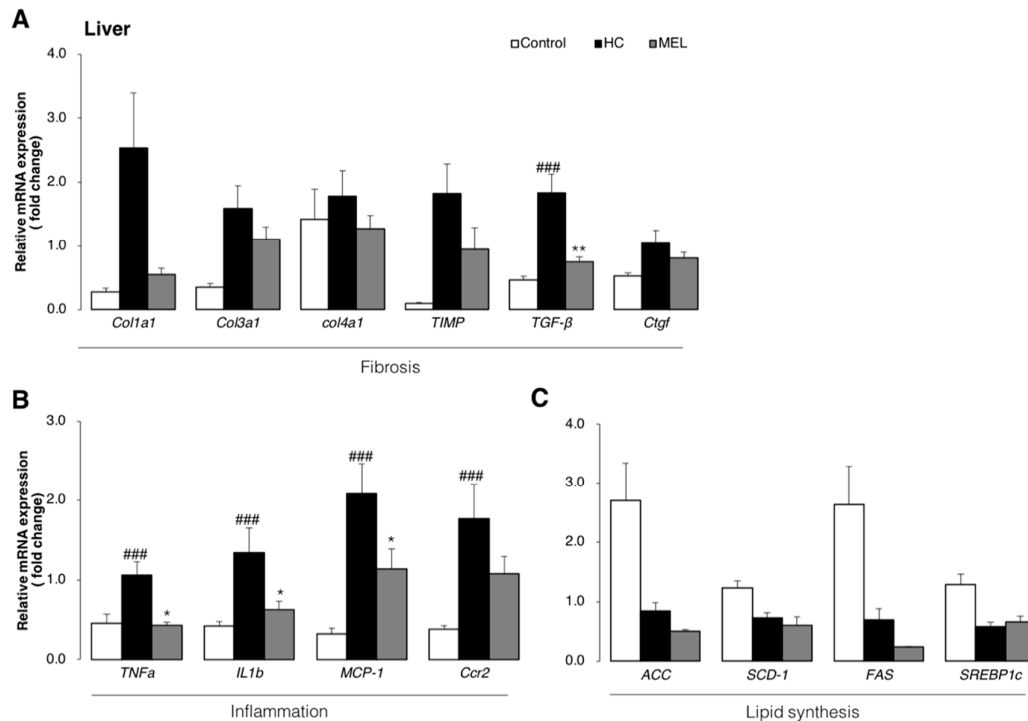 A
Liver
Control HC MEL
Relative mRNA expression
( fold change)
4.0
3.0
2.0
1.0
0.0
###
**
Col1a1 Col3a1 col4a1 TIMP TGF-β Ctgf
Fibrosis
B
Relative mRNA expression
( fold change)
3.0
2.0
1.0
0.0
### ### ### ###
* * *
TNFa IL1b MCP-1 Ccr2
Inflammation
C
4.0
3.0
2.0
1.0
0.0
ACC SCD-1 FAS SREBP1c
Lipid synthesis